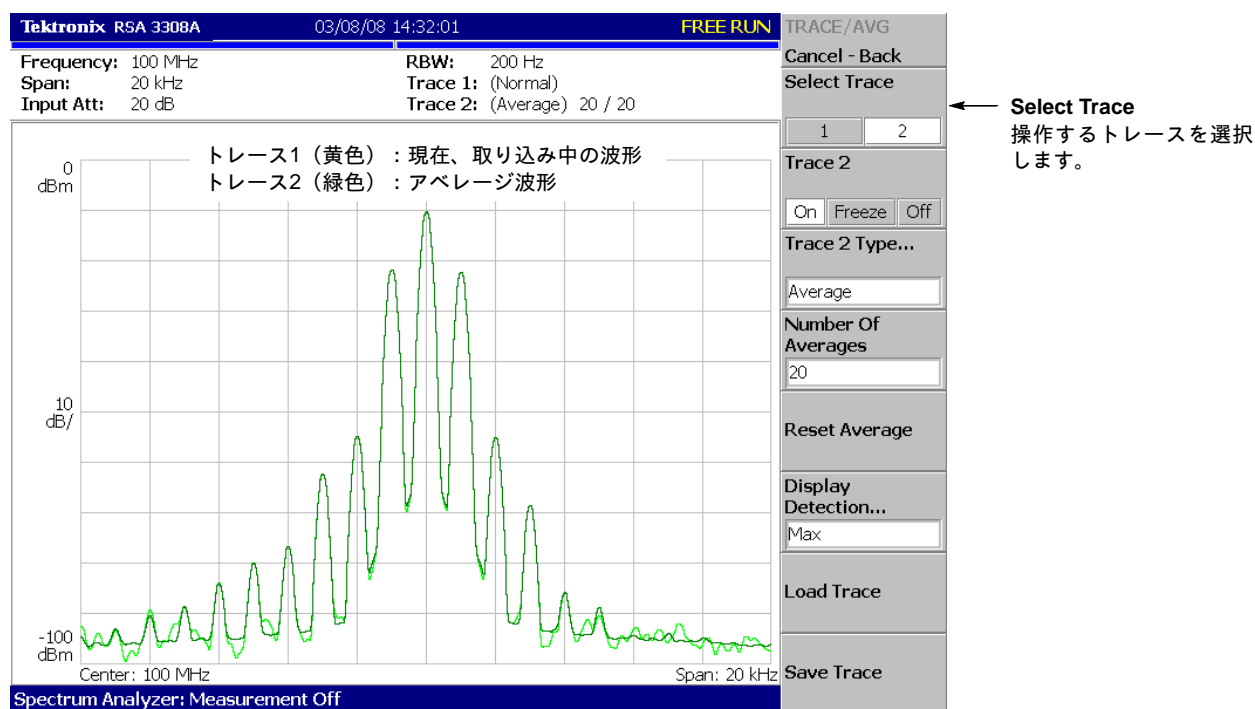 Tektronix RSA 3308A 03/08/08 14:32:01 FREE RUN
Frequency: 100 MHz
Span: 20 kHz
Input Att: 20 dB
RBW: 200 Hz
Trace 1: (Normal)
Trace 2: (Average) 20 / 20
トレース1（黄色）：現在、取り込み中の波形
トレース2（緑色）：アベレージ波形
0
dBm
10
dB/
-100
dBm
Center: 100 MHz
Span: 20 kHz
Spectrum Analyzer: Measurement Off
TRACE/AVG
Cancel - Back
Select Trace
1 2
Trace 2
On Freeze Off
Trace 2 Type...
Average
Number Of
Averages
20
Reset Average
Display
Detection...
Max
Load Trace
Save Trace
Select Trace
操作するトレースを選択
します。